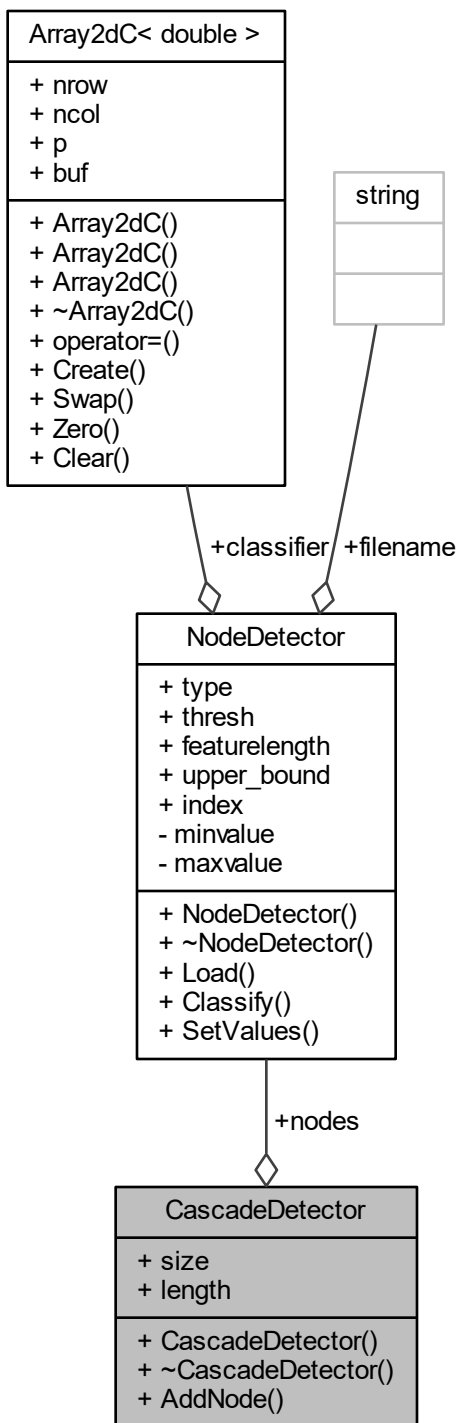 Array2dC< double >
+ nrow
+ ncol
+ p
+ buf
+ Array2dC()
+ Array2dC()
+ Array2dC()
+ ~Array2dC()
+ operator=()
+ Create()
+ Swap()
+ Zero()
+ Clear()
string
+classifier
+filename
NodeDetector
+ type
+ thresh
+ featurelength
+ upper_bound
+ index
- minvalue
- maxvalue
+ NodeDetector()
+ ~NodeDetector()
+ Load()
+ Classify()
+ SetValues()
+nodes
CascadeDetector
+ size
+ length
+ CascadeDetector()
+ ~CascadeDetector()
+ AddNode()